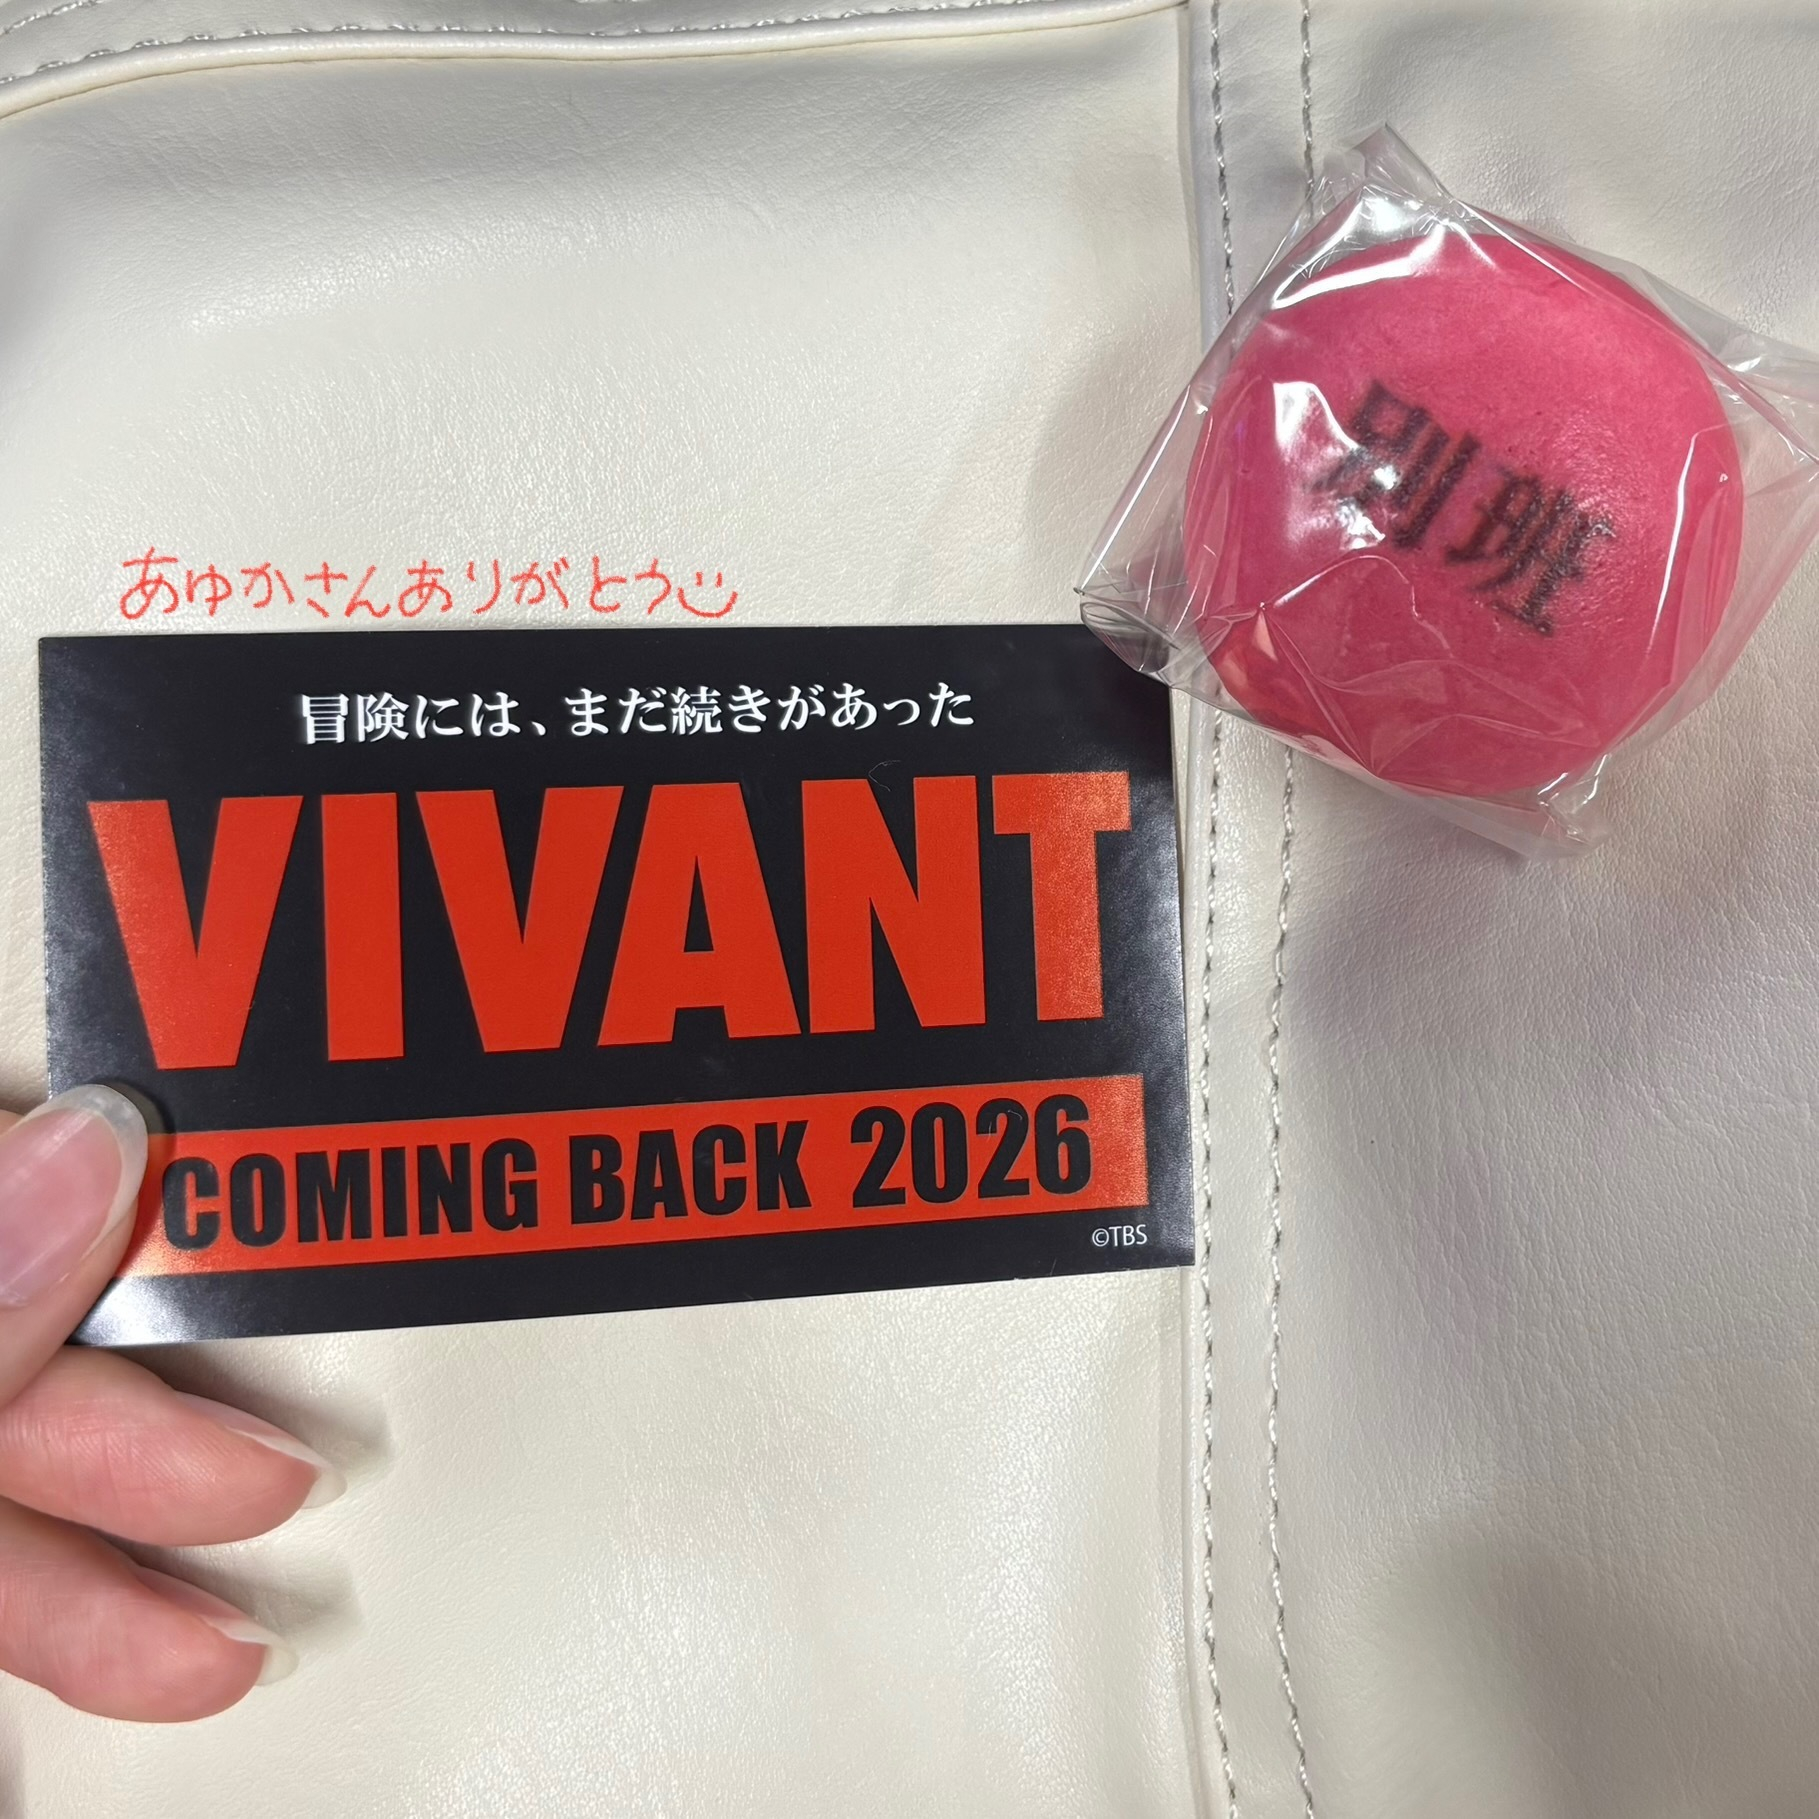 あゆかさんありがとう
冒険には、まだ続きがあった
VIVANT
COMING BACK 2026
©TBS
別班